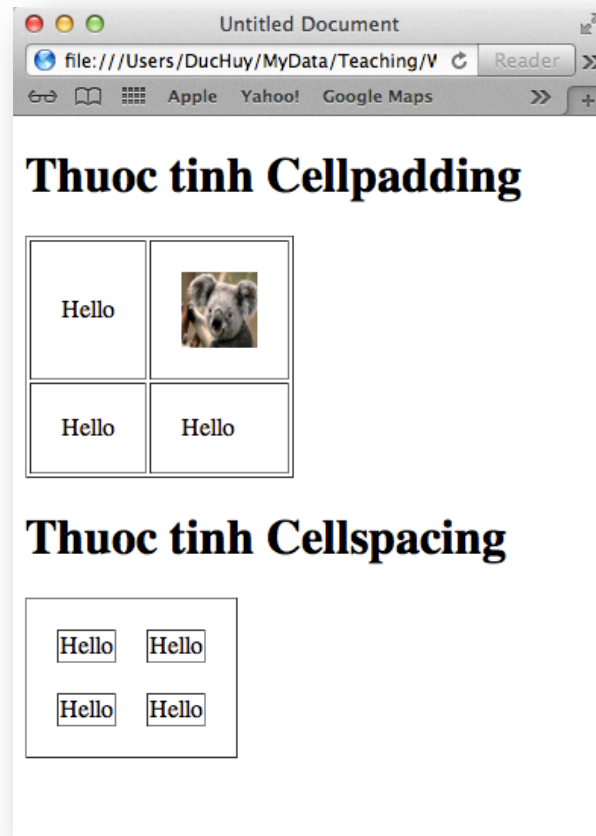 Untitled Document
file:///Users/DucHuy/MyData/Teaching/W Reader
Apple Yahoo! Google Maps
Thuoc tinh Cellpadding
Hello
Hello Hello
Thuoc tinh Cellspacing
Hello Hello
Hello Hello